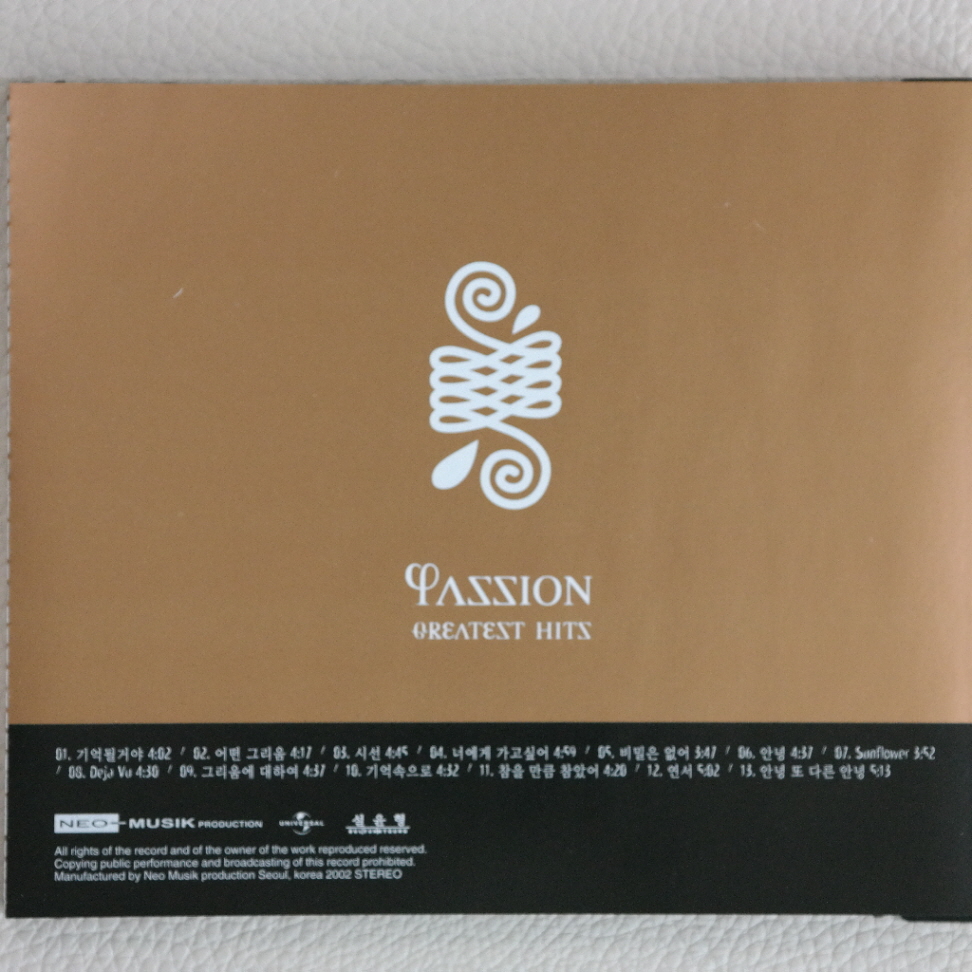 PASSION
GREATEST HITS
01. 기억될거야 4:02 / 02. 어떤 그리움 4:17 / 03. 시선 4:45 / 04. 너에게 가고싶어 4:59 / 05. 비밀은 없어 3:47 / 06. 안녕 4:37 / 07. Sunflower 3:52
/ 08. Deja Vu 4:30 / 09. 그리움에 대하여 4:37 / 10. 기억속으로 4:32 / 11. 참을 만큼 참았어 4:20 / 12. 연서 5:02 / 13. 안녕 또 다른 안녕 5:13
NEO MUSIK PRODUCTION UNIVERSAL
All rights of the record and of the owner of the work reproduced reserved.
Copying public performance and broadcasting of this record prohibited.
Manufactured by Neo Musik production Seoul, korea 2002 STEREO